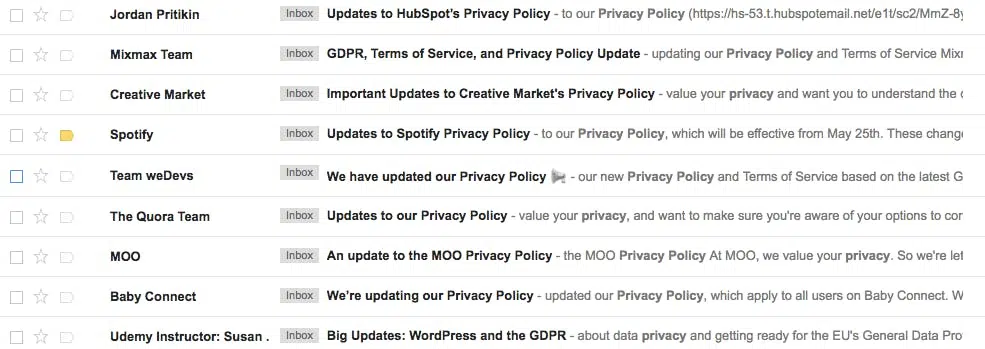 Jordan Pritikin Inbox Updates to HubSpot's Privacy Policy - to our Privacy Policy (https://hs-53.t.hubspotemail.net/e1t/sc2/MmZ-8y
Mixmax Team Inbox GDPR, Terms of Service, and Privacy Policy Update - updating our Privacy Policy and Terms of Service Mixm
Creative Market Inbox Important Updates to Creative Market's Privacy Policy - value your privacy and want you to understand the
Spotify Inbox Updates to Spotify Privacy Policy - to our Privacy Policy, which will be effective from May 25th. These change
Team weDevs Inbox We have updated our Privacy Policy - our new Privacy Policy and Terms of Service based on the latest G
The Quora Team Inbox Updates to our Privacy Policy - value your privacy, and want to make sure you're aware of your options to cor
MOO Inbox An update to the MOO Privacy Policy - the MOO Privacy Policy At MOO, we value your privacy. So we're let
Baby Connect Inbox We're updating our Privacy Policy - updated our Privacy Policy, which apply to all users on Baby Connect. W
Udemy Instructor: Susan . Inbox Big Updates: WordPress and the GDPR - about data privacy and getting ready for the EU's General Data Pro